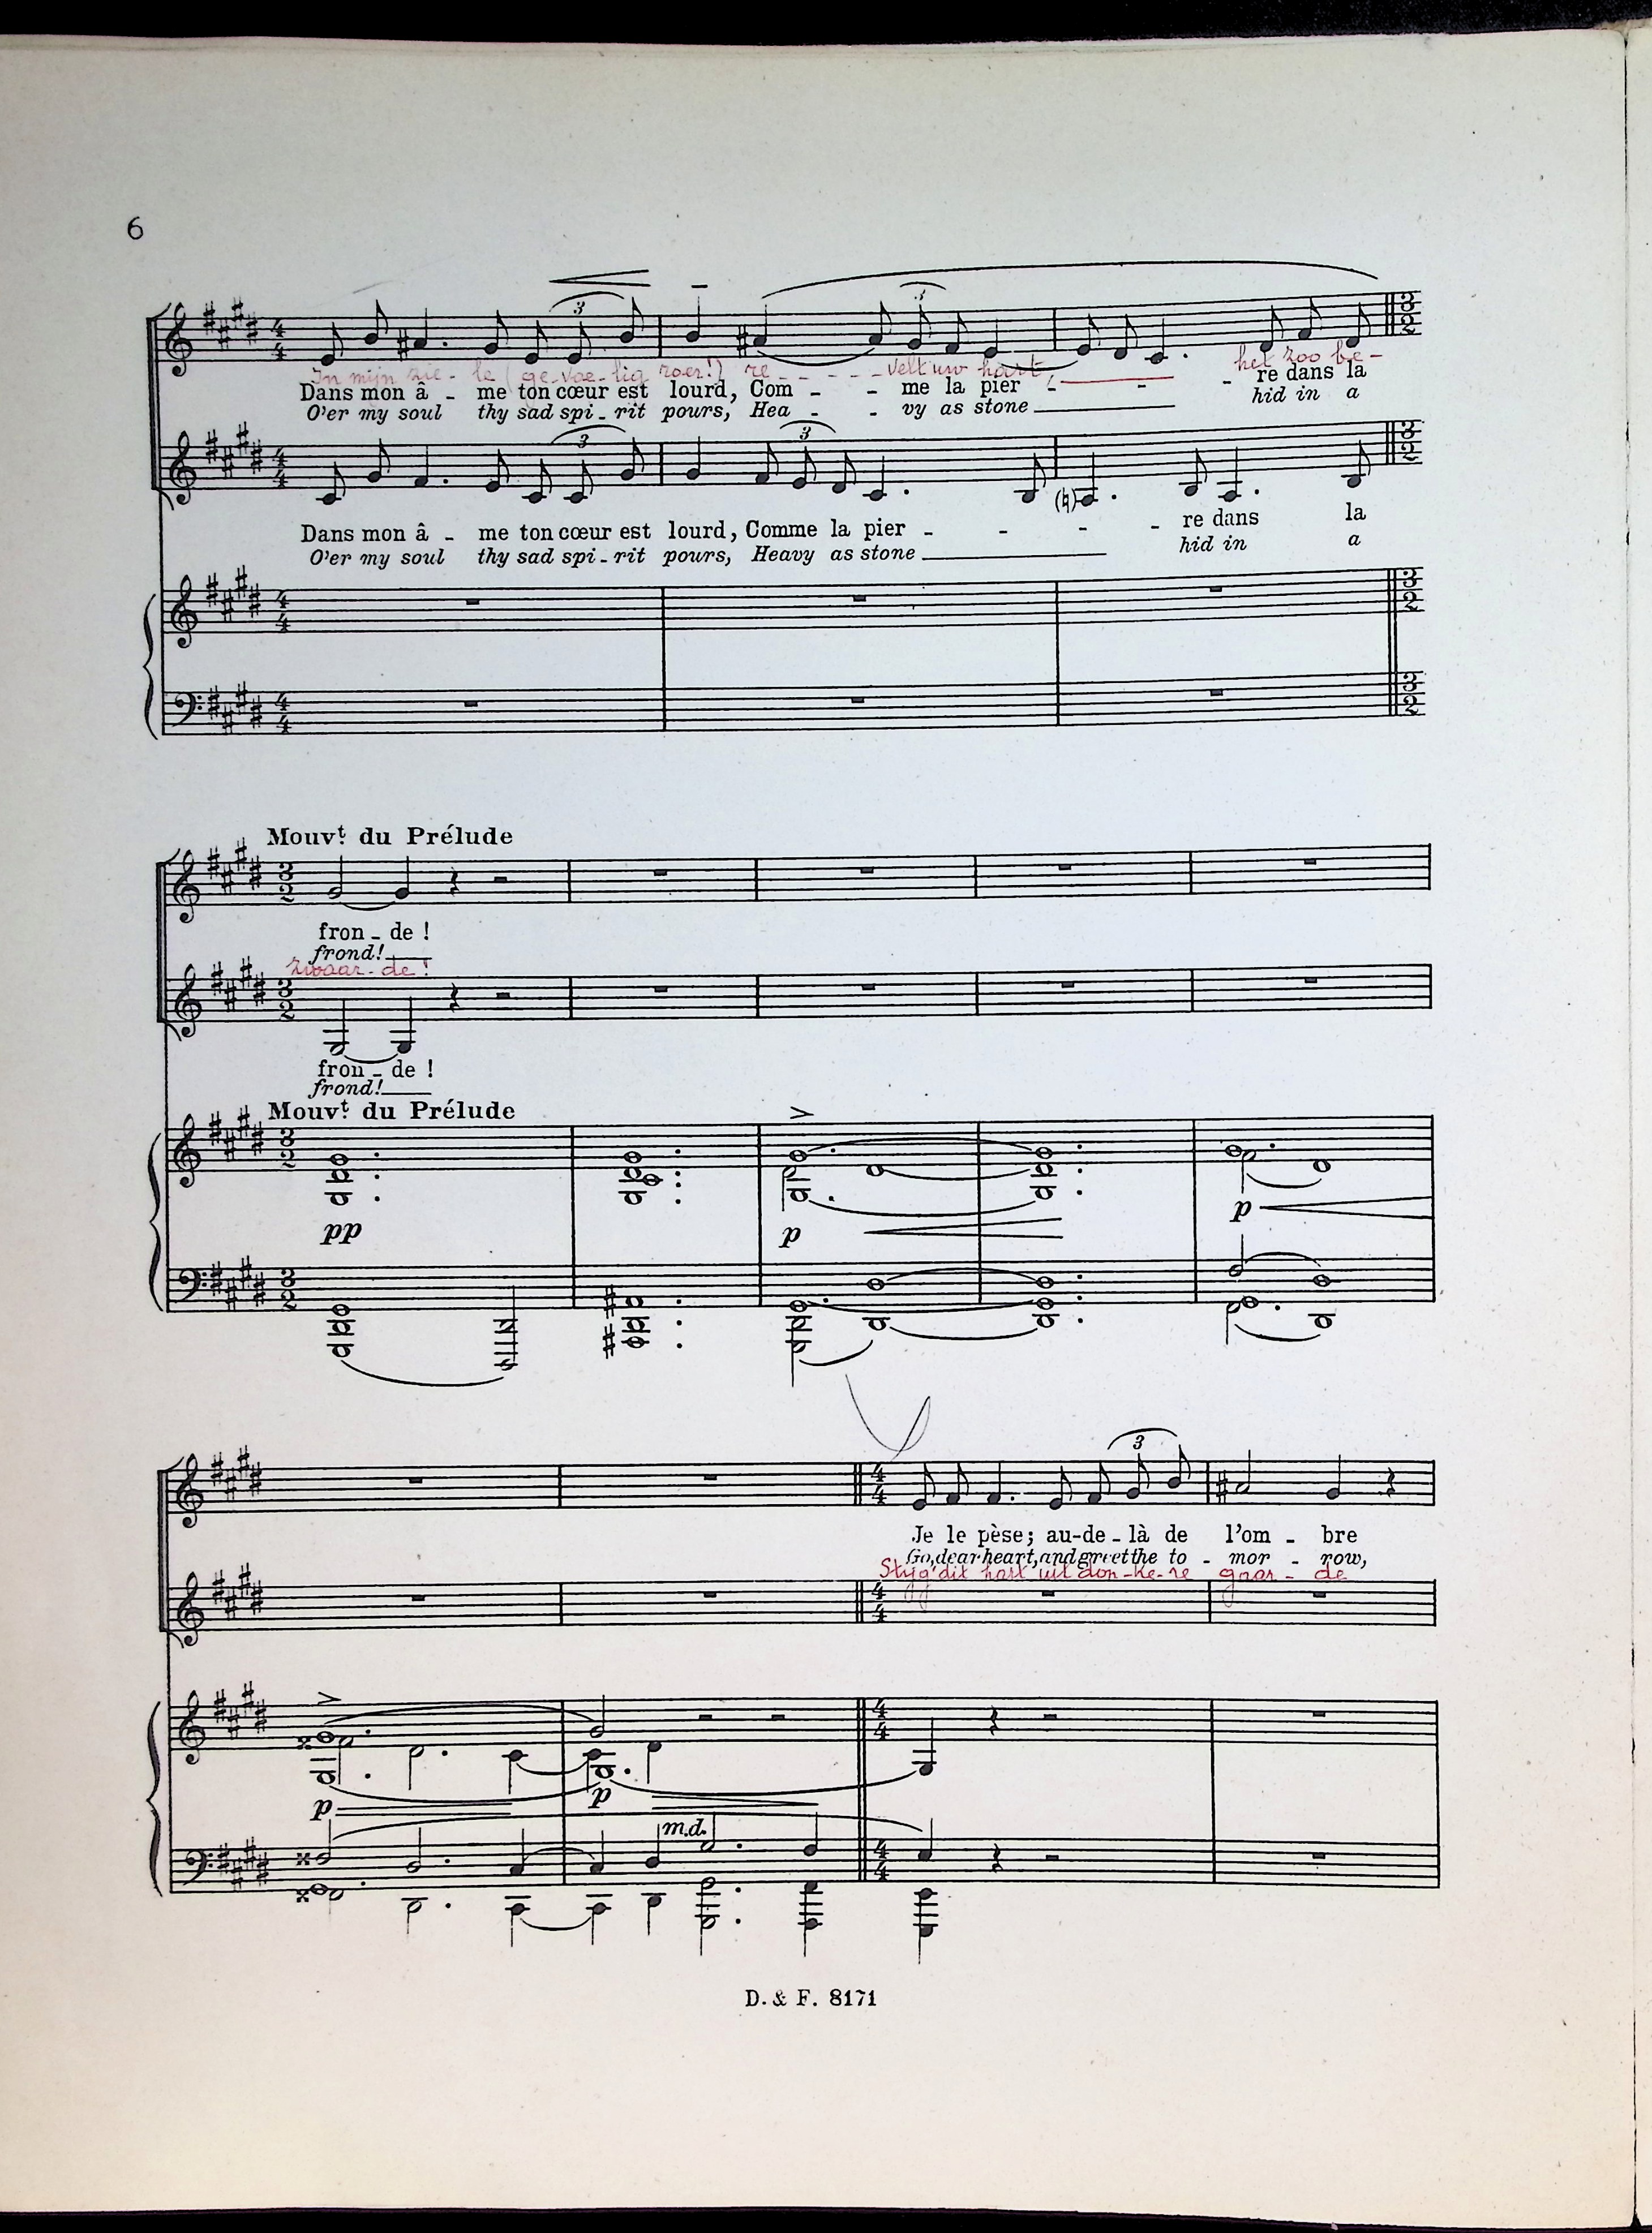 6
3
3
In mijn zie - le (ge-voe-lig roer!) re - - - - - velt uw hart, het zoo be -
Dans mon â - me ton cœur est lourd, Com - - me la pier - - - re dans la
O'er my soul thy sad spi - rit pours, Hea - - vy as stone hid in a
3
3
Dans mon â - me ton cœur est lourd, Comme la pier - - - - re dans la
O'er my soul thy sad spi - rit pours, Heavy as stone hid in a
Mouvt. du Prélude
fron - de !
frond!
zwaar - de !
fron - de !
frond!
Mouvt. du Prélude
pp
p
p
3
Je le pèse; au-de-là de l'om - bre
Go, dear heart, and greet the to - mor - row,
Stijg' dit hart uit don-ke-re gaar - de
p
p
m.d.
D. & F. 8171